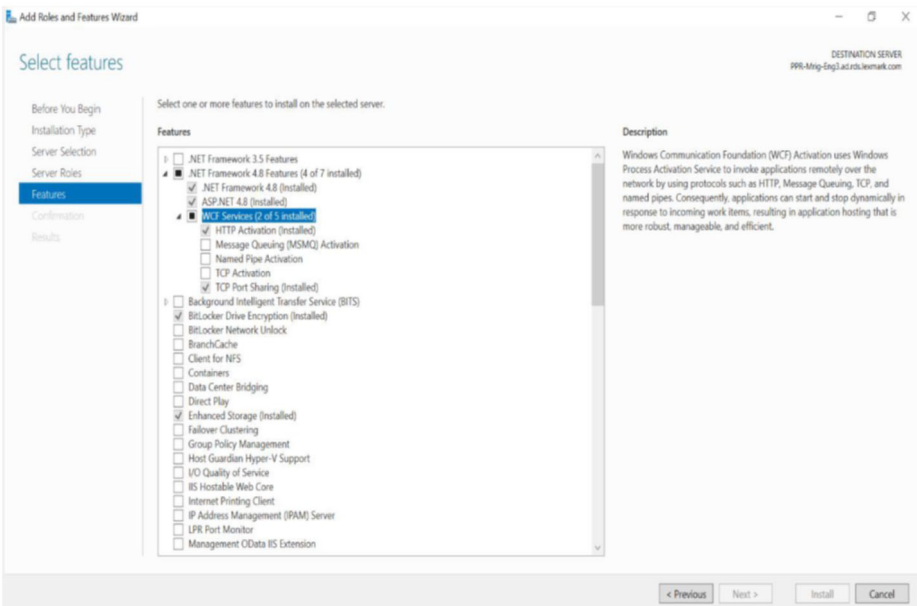 Add Roles and Features Wizard
Select features
DESTINATION SERVER
PPR-Mrig-Eng3.ad.rds.lexmark.com
Before You Begin
Installation Type
Server Selection
Server Roles
Features
Confirmation
Results
Select one or more features to install on the selected server.
Features
.NET Framework 3.5 Features
.NET Framework 4.8 Features (4 of 7 installed)
.NET Framework 4.8 (Installed)
ASP.NET 4.8 (Installed)
WCF Services (2 of 5 installed)
HTTP Activation (Installed)
Message Queuing (MSMQ) Activation
Named Pipe Activation
TCP Activation
TCP Port Sharing (Installed)
Background Intelligent Transfer Service (BITS)
BitLocker Drive Encryption (Installed)
BitLocker Network Unlock
BranchCache
Client for NFS
Containers
Data Center Bridging
Direct Play
Enhanced Storage (Installed)
Failover Clustering
Group Policy Management
Host Guardian Hyper-V Support
I/O Quality of Service
IIS Hostable Web Core
Internet Printing Client
IP Address Management (IPAM) Server
LPR Port Monitor
Management OData IIS Extension
Description
Windows Communication Foundation (WCF) Activation uses Windows
Process Activation Service to invoke applications remotely over the
network by using protocols such as HTTP, Message Queuing, TCP, and
named pipes. Consequently, applications can start and stop dynamically in
response to incoming work items, resulting in application hosting that is
more robust, manageable, and efficient.
< Previous
Next >
Install
Cancel